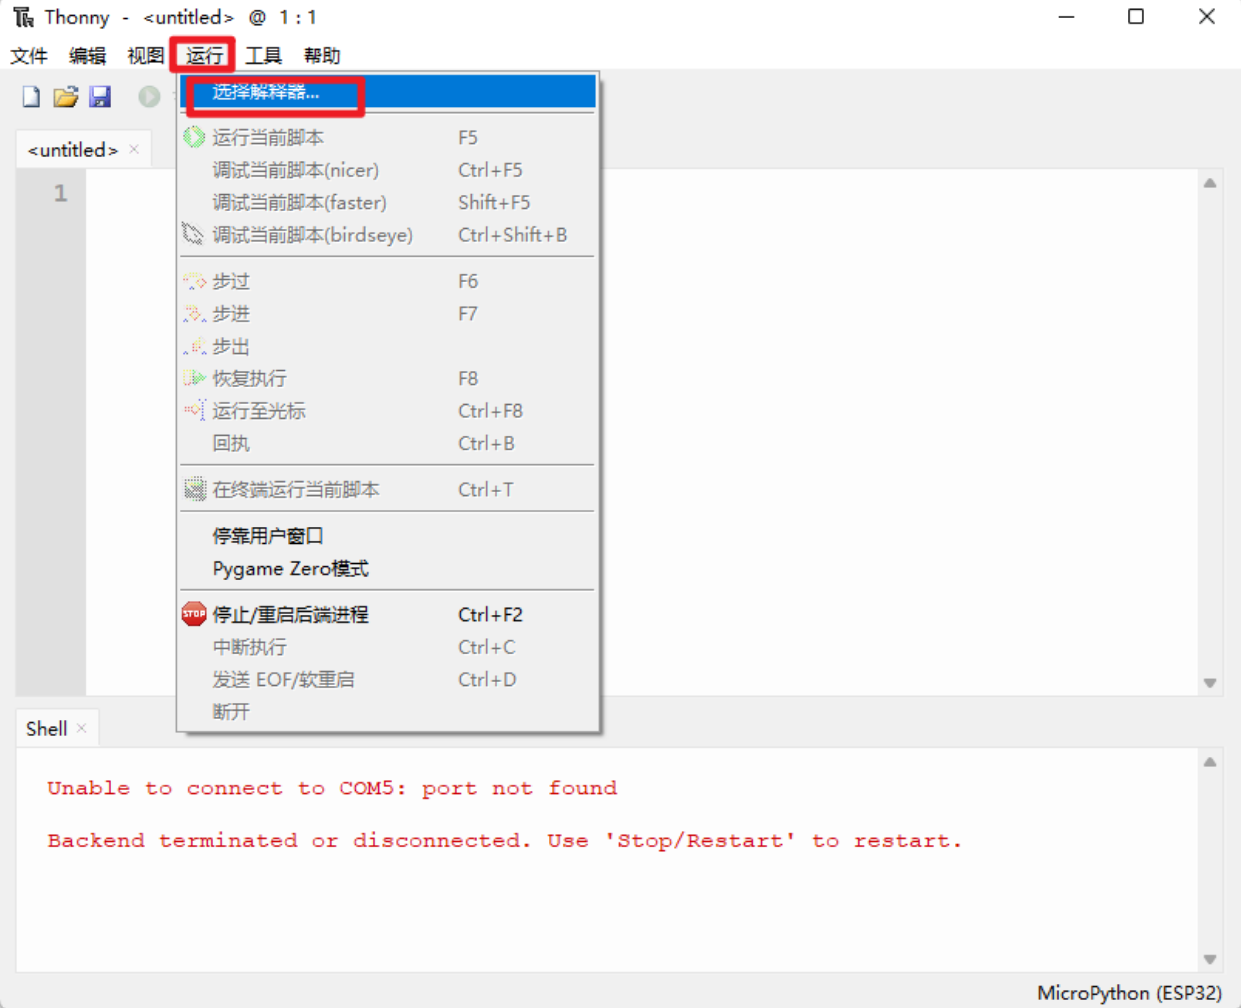 Thonny - <untitled> @ 1 : 1
文件 编辑 视图 运行 工具 帮助
选择解释器...
<untitled> ×
运行当前脚本 F5
调试当前脚本(nicer) Ctrl+F5
1
调试当前脚本(faster) Shift+F5
调试当前脚本(birdseye) Ctrl+Shift+B
步过 F6
步进 F7
步出
恢复执行 F8
运行至光标 Ctrl+F8
回执 Ctrl+B
在终端运行当前脚本 Ctrl+T
停靠用户窗口
Pygame Zero模式
STOP 停止/重启后端进程 Ctrl+F2
中断执行 Ctrl+C
发送 EOF/软重启 Ctrl+D
断开
Shell ×
Unable to connect to COM5: port not found
Backend terminated or disconnected. Use 'Stop/Restart' to restart.
MicroPython (ESP32)